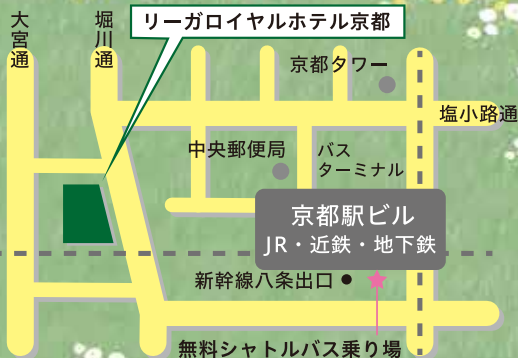 大宮通
堀川通
リーガロイヤルホテル京都
京都タワー
塩小路通
中央郵便局
バス
ターミナル
京都駅ビル
JR・近鉄・地下鉄
新幹線八条出口
無料シャトルバス乗り場